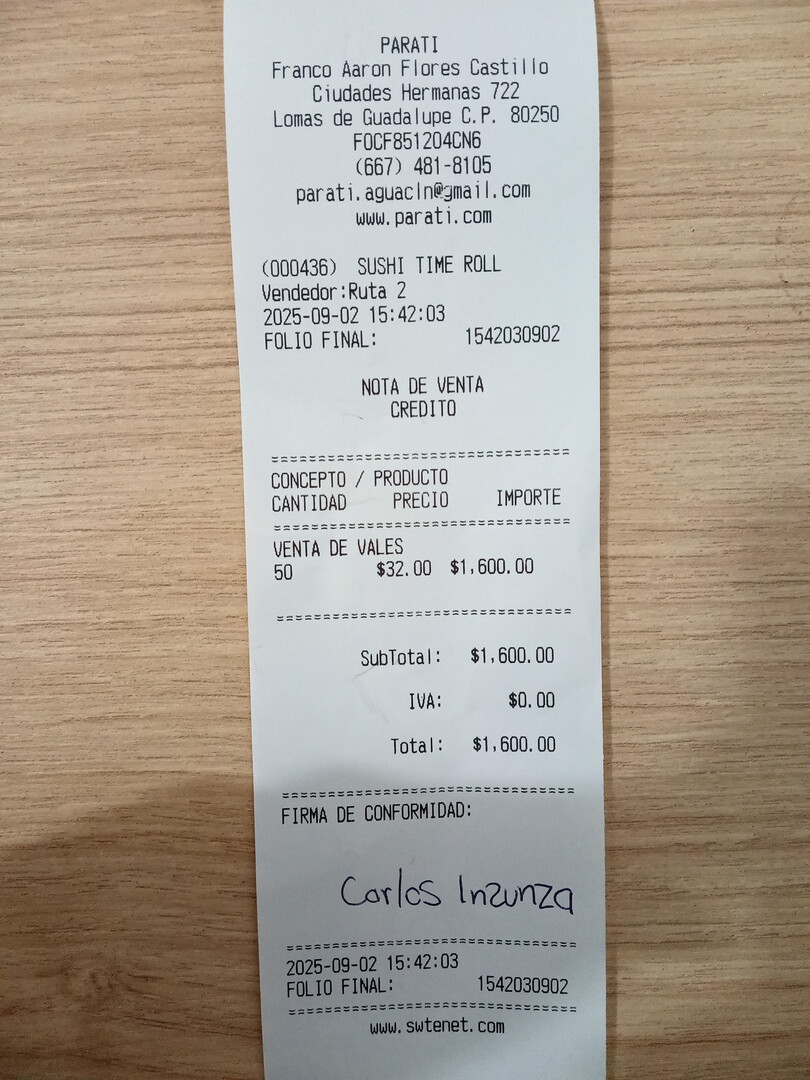 PARATI
Franco Aaron Flores Castillo
Ciudades Hermanas 722
Lomas de Guadalupe C.P. 80250
FOCF851204CN6
(667) 481-8105
parati.aguacln@gmail.com
www.parati.com
(000436) SUSHI TIME ROLL
Vendedor:Ruta 2
2025-09-02 15:42:03
FOLIO FINAL: 1542030902
NOTA DE VENTA
CREDITO
==============================
CONCEPTO / PRODUCTO
CANTIDAD PRECIO IMPORTE
==============================
VENTA DE VALES
50 $32.00 $1,600.00
==============================
SubTotal: $1,600.00
IVA: $0.00
Total: $1,600.00
==============================
FIRMA DE CONFORMIDAD:
Carlos Inzunza
==============================
2025-09-02 15:42:03
FOLIO FINAL: 1542030902
==============================
www.swtenet.com